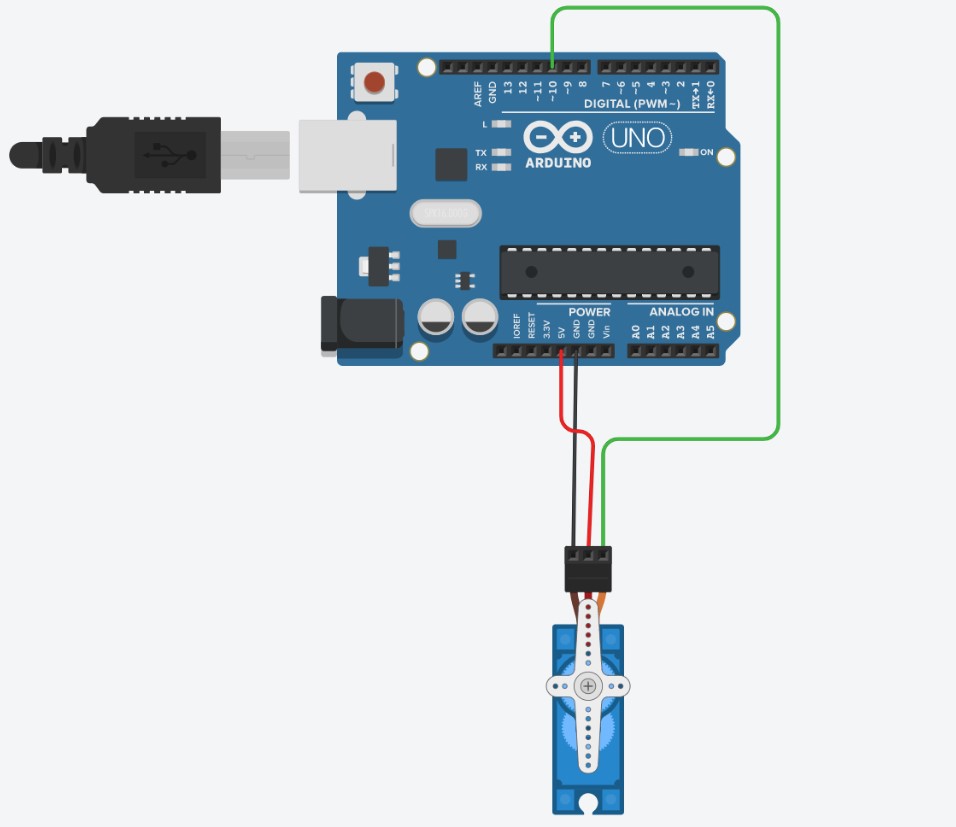 AREF
GND
13
12
~11
~10
~9
8
7
~6
~5
4
~3
2
TX→1
RX←0
DIGITAL (PWM~)
L
TX
RX
ARDUINO
UNO
ON
POWER
ANALOG IN
IOREF
RESET
3.3V
5V
GND
GND
Vin
A0
A1
A2
A3
A4
A5